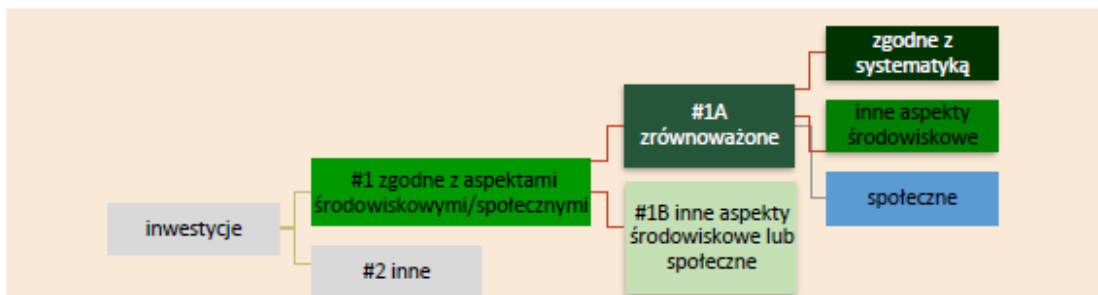 inwestycje
#1 zgodne z aspektami
środowiskowymi/społecznymi
#2 inne
#1A
zrównoważone
#1B inne aspekty
środowiskowe lub
społeczne
zgodne z
systematyką
inne aspekty
środowiskowe
społeczne